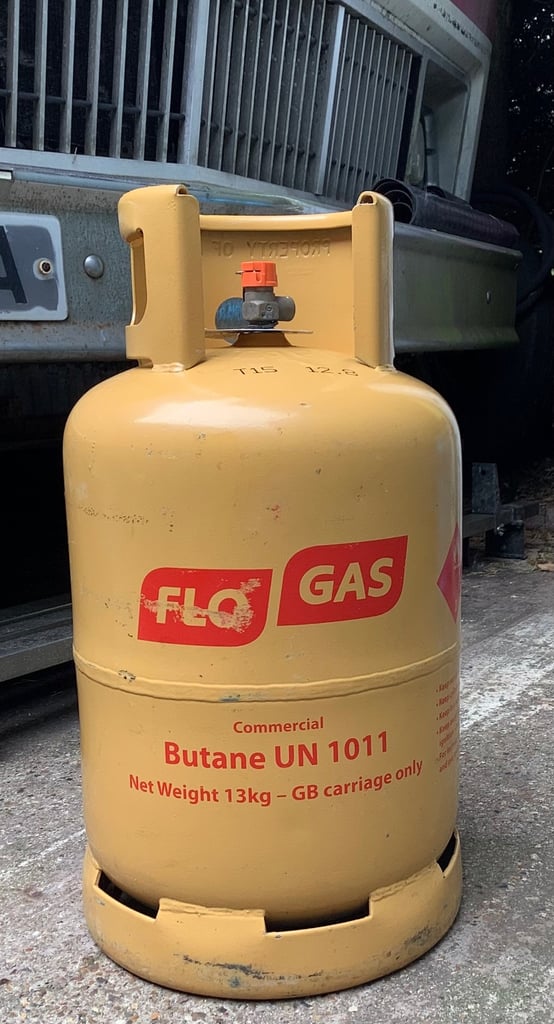 A
PROPERTY OF
T15 12.8
FLO GAS
Commercial
Butane UN 1011
Net Weight 13kg – GB carriage only